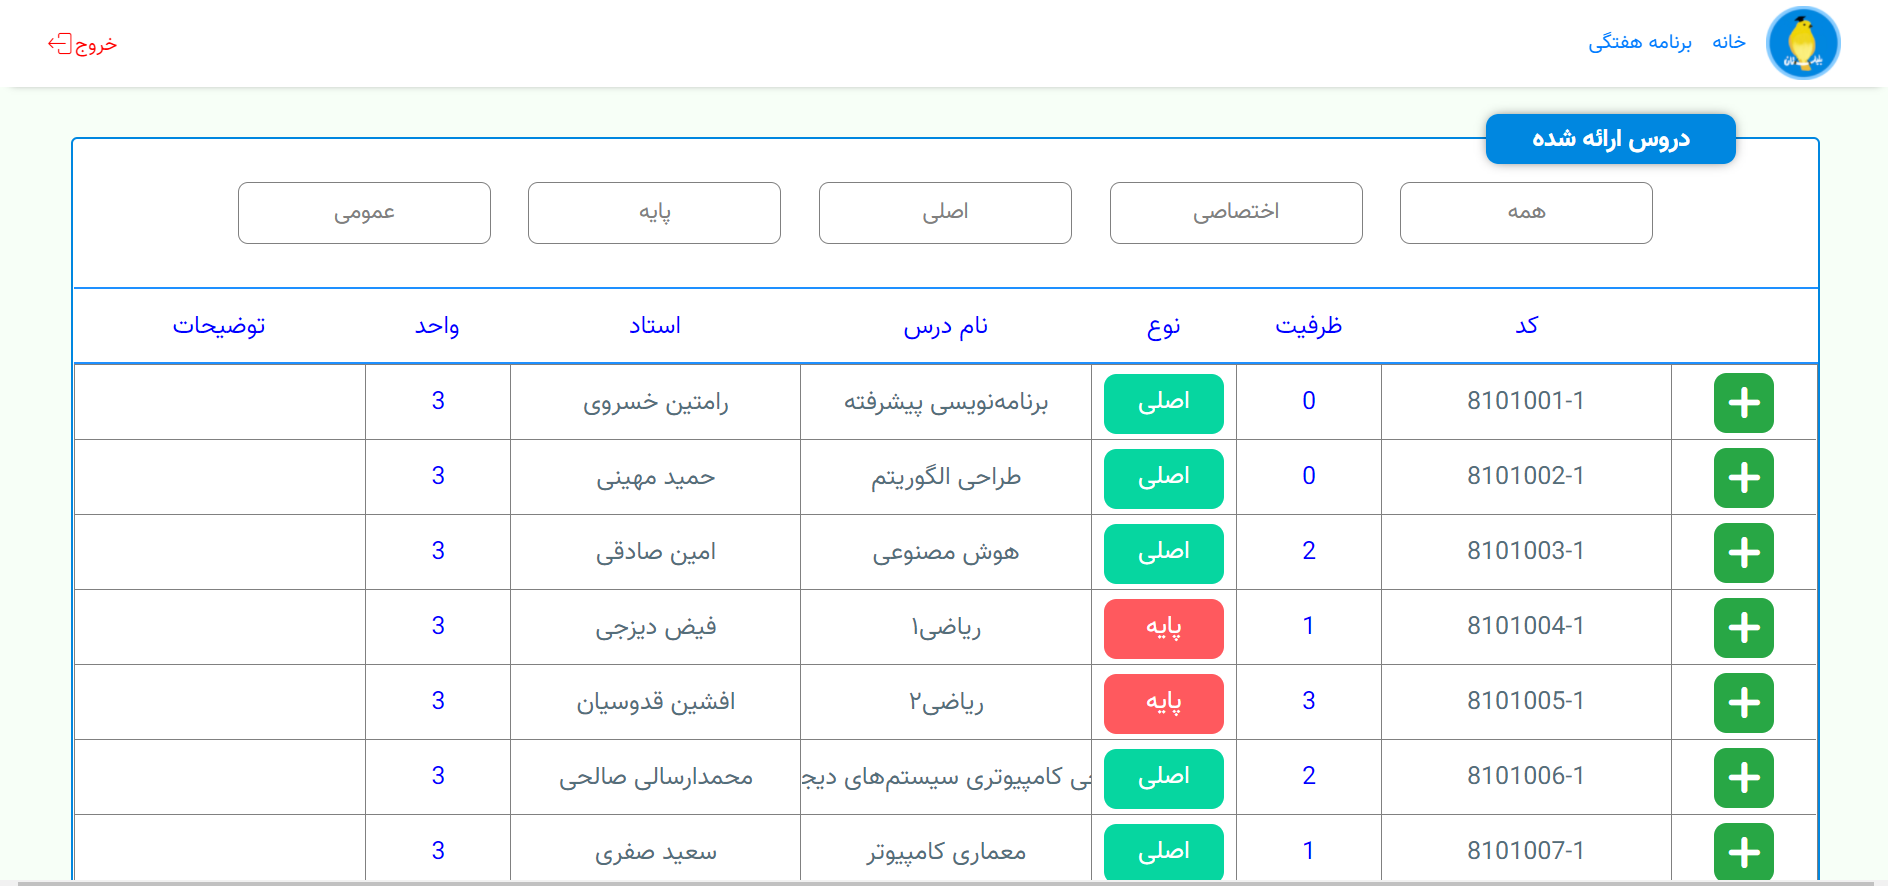 خانه برنامه هفتگی خروج
دروس ارائه شده
همه اختصاصی اصلی پایه عمومی
کد ظرفیت نوع نام درس استاد واحد توضیحات
8101001-1 0 اصلی برنامه‌نویسی پیشرفته رامتین خسروی 3
8101002-1 0 اصلی طراحی الگوریتم حمید مهینی 3
8101003-1 2 اصلی هوش مصنوعی امین صادقی 3
8101004-1 1 پایه ریاضی۱ فیض دیزجی 3
8101005-1 3 پایه ریاضی۲ افشین قدوسیان 3
8101006-1 2 اصلی کامپیوتری سیستم‌های محمدارسالی صالحی 3
8101007-1 1 اصلی معماری کامپیوتر سعید صفری 3